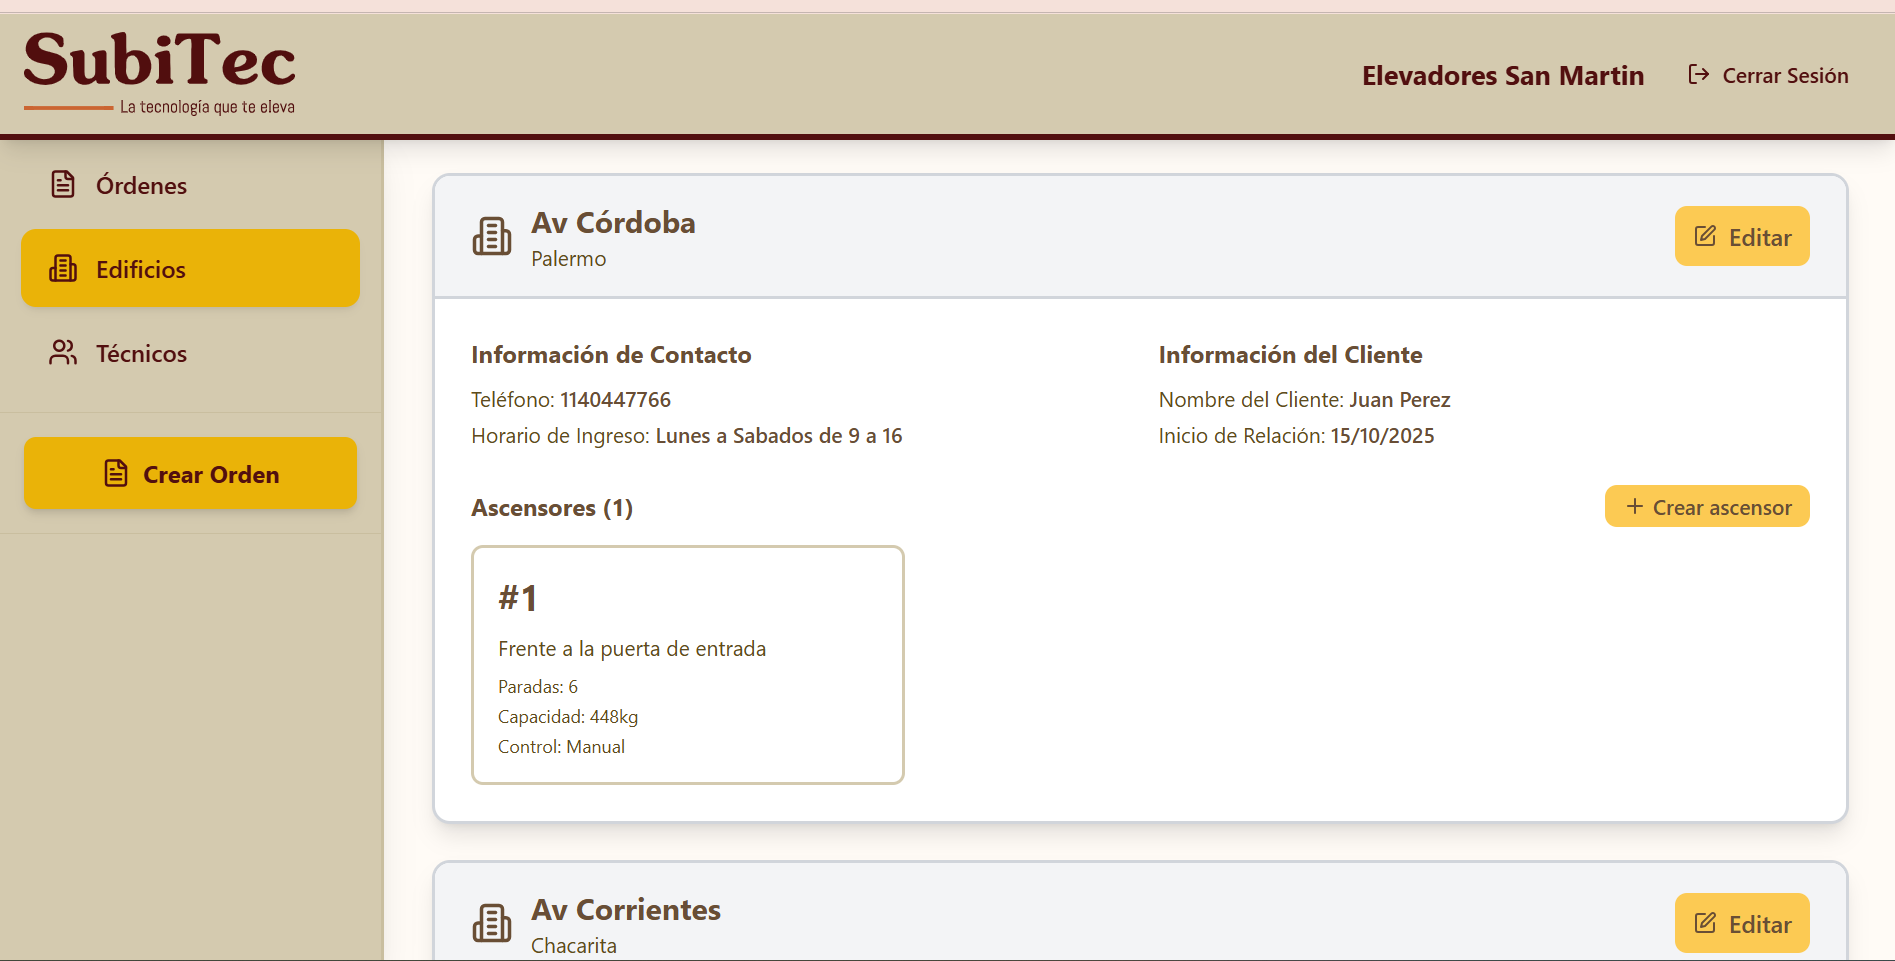 SubiTec
La tecnología que te eleva
Elevadores San Martin
Cerrar Sesión
Órdenes
Edificios
Técnicos
Crear Orden
Av Córdoba
Palermo
Editar
Información de Contacto
Teléfono: 1140447766
Horario de Ingreso: Lunes a Sabados de 9 a 16
Información del Cliente
Nombre del Cliente: Juan Perez
Inicio de Relación: 15/10/2025
Ascensores (1)
+ Crear ascensor
#1
Frente a la puerta de entrada
Paradas: 6
Capacidad: 448kg
Control: Manual
Av Corrientes
Chacarita
Editar